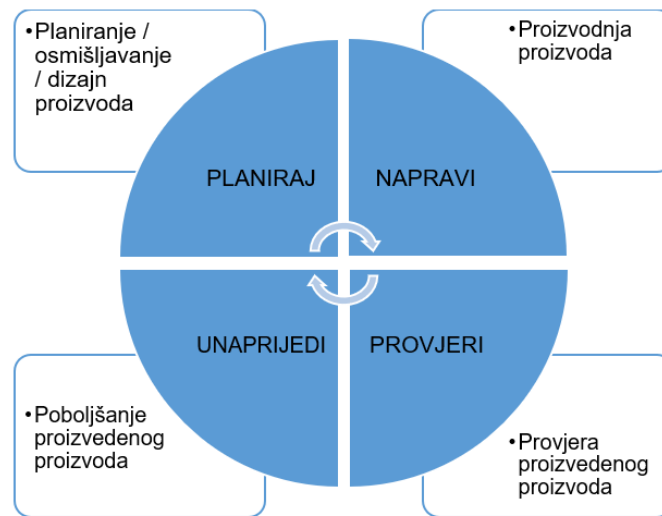 •Planiranje /
osmišljavanje
/ dizajn
proizvoda
•Proizvodnja
proizvoda
PLANIRAJ
NAPRAVI
UNAPRIJEDI
PROVJERI
•Poboljšanje
proizvedenog
proizvoda
•Provjera
proizvedenog
proizvoda